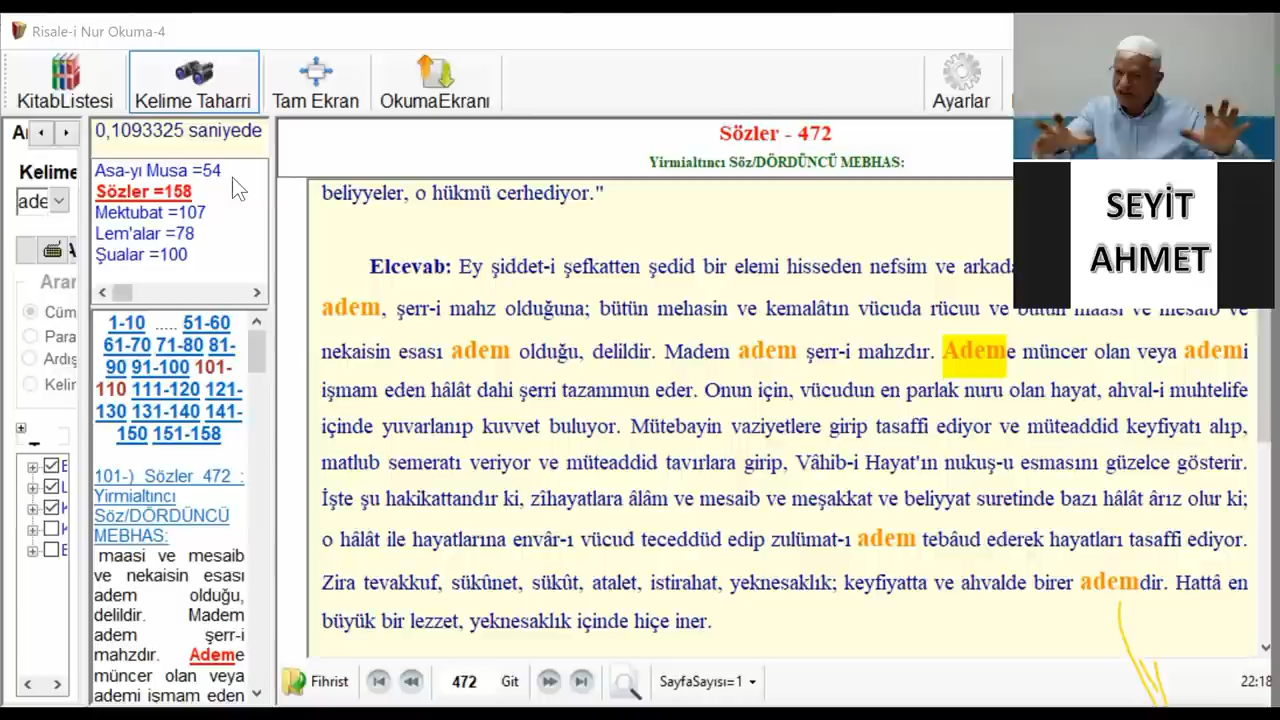 Risale-i Nur Okuma-4
KitabListesi
Kelime Taharri
Tam Ekran
OkumaEkranı
Ayarlar
0,1093325 saniyede
Kelime
ade
Asa-yı Musa =54
Sözler =158
Mektubat =107
Lem'alar =78
Şualar =100
Arar
Cüm
Para
Ardış
Kelin
1-10 ..... 51-60
61-70 71-80 81-
90 91-100 101-
110 111-120 121-
130 131-140 141-
150 151-158
101-) Sözler 472 :
Yirmialtıncı
Söz/DÖRDÜNCÜ
MEBHAS:
maasi ve mesaib
ve nekaisin esası
adem olduğu,
delildir. Madem
adem şerr-i
mahzdır. Ademe
müncer olan veya
ademi işmam eden
Sözler - 472
Yirmialtıncı Söz/DÖRDÜNCÜ MEBHAS:
beliyyeler, o hükmü cerhediyor."
Elcevab: Ey şiddet-i şefkatten şedid bir elemi hisseden nefsim ve arkada
adem, şerr-i mahz olduğuna; bütün mehasin ve kemalâtın vücuda rücuu ve bütün maasi ve mesaib ve
nekaisin esası adem olduğu, delildir. Madem adem şerr-i mahzdır. Ademe müncer olan veya ademi
işmam eden hâlât dahi şerri tazammun eder. Onun için, vücudun en parlak nuru olan hayat, ahval-i muhtelife
içinde yuvarlanıp kuvvet buluyor. Mütebayin vaziyetlere girip tasaffi ediyor ve müteaddid keyfiyatı alıp,
matlub semeratı veriyor ve müteaddid tavırlara girip, Vâhib-i Hayat'ın nukuş-u esmasını güzelce gösterir.
İşte şu hakikattandır ki, zîhayatlara âlâm ve mesaib ve meşakkat ve beliyyat suretinde bazı hâlât ârız olur ki;
o hâlât ile hayatlarına envâr-ı vücud teceddüd edip zulümat-ı adem tebâud ederek hayatları tasaffi ediyor.
Zira tevakkuf, sükûnet, sükût, atalet, istirahat, yeknesaklık; keyfiyatta ve ahvalde birer ademdir. Hattâ en
büyük bir lezzet, yeknesaklık içinde hiçe iner.
Fihrist
472
Git
SayfaSayısı=1
22:18
SEYİT
AHMET